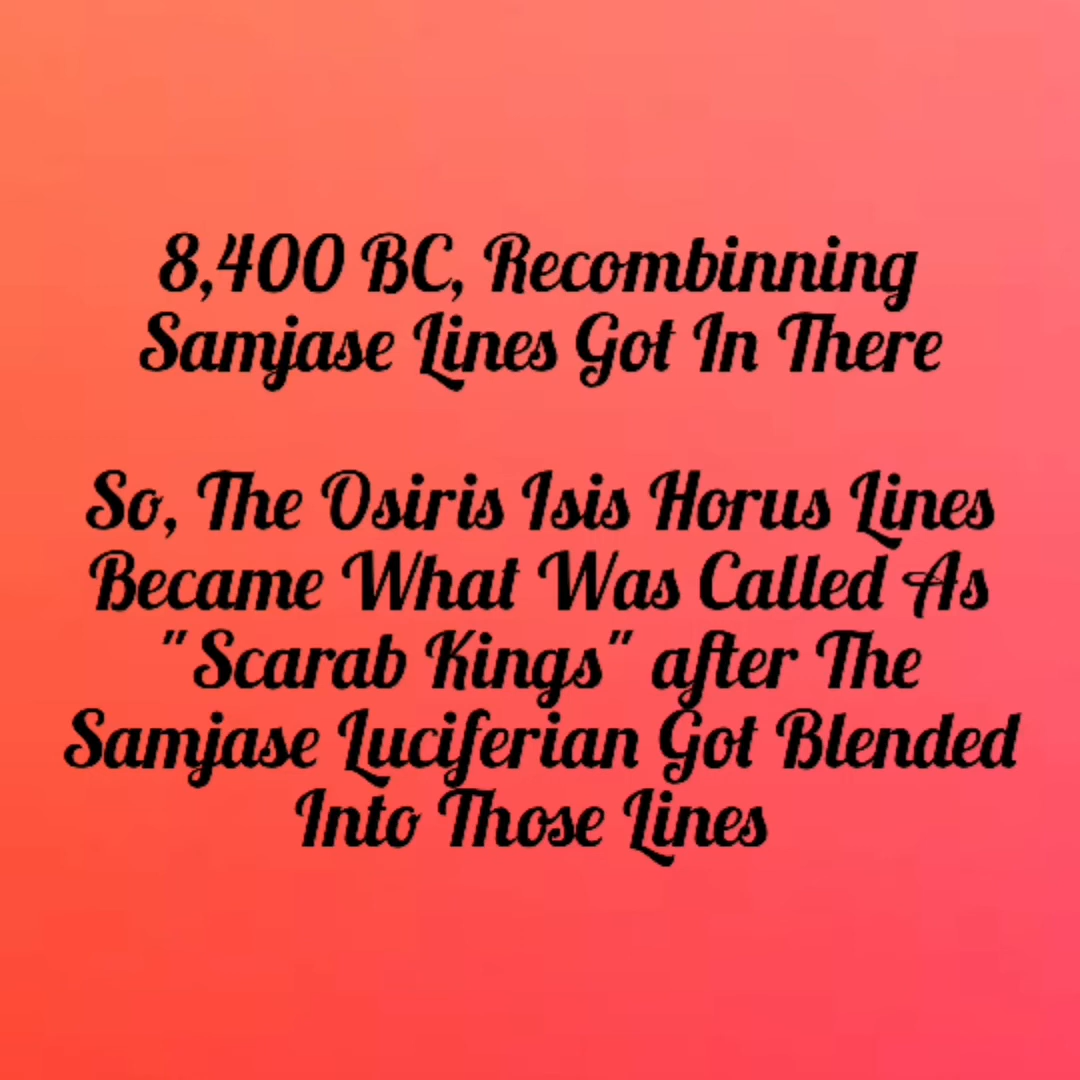 8,400 BC, Recombinning
Samjase Lines Got In There
So, The Osiris Isis Horus Lines
Became What Was Called As
"Scarab Kings" after The
Samjase Luciferian Got Blended
Into Those Lines